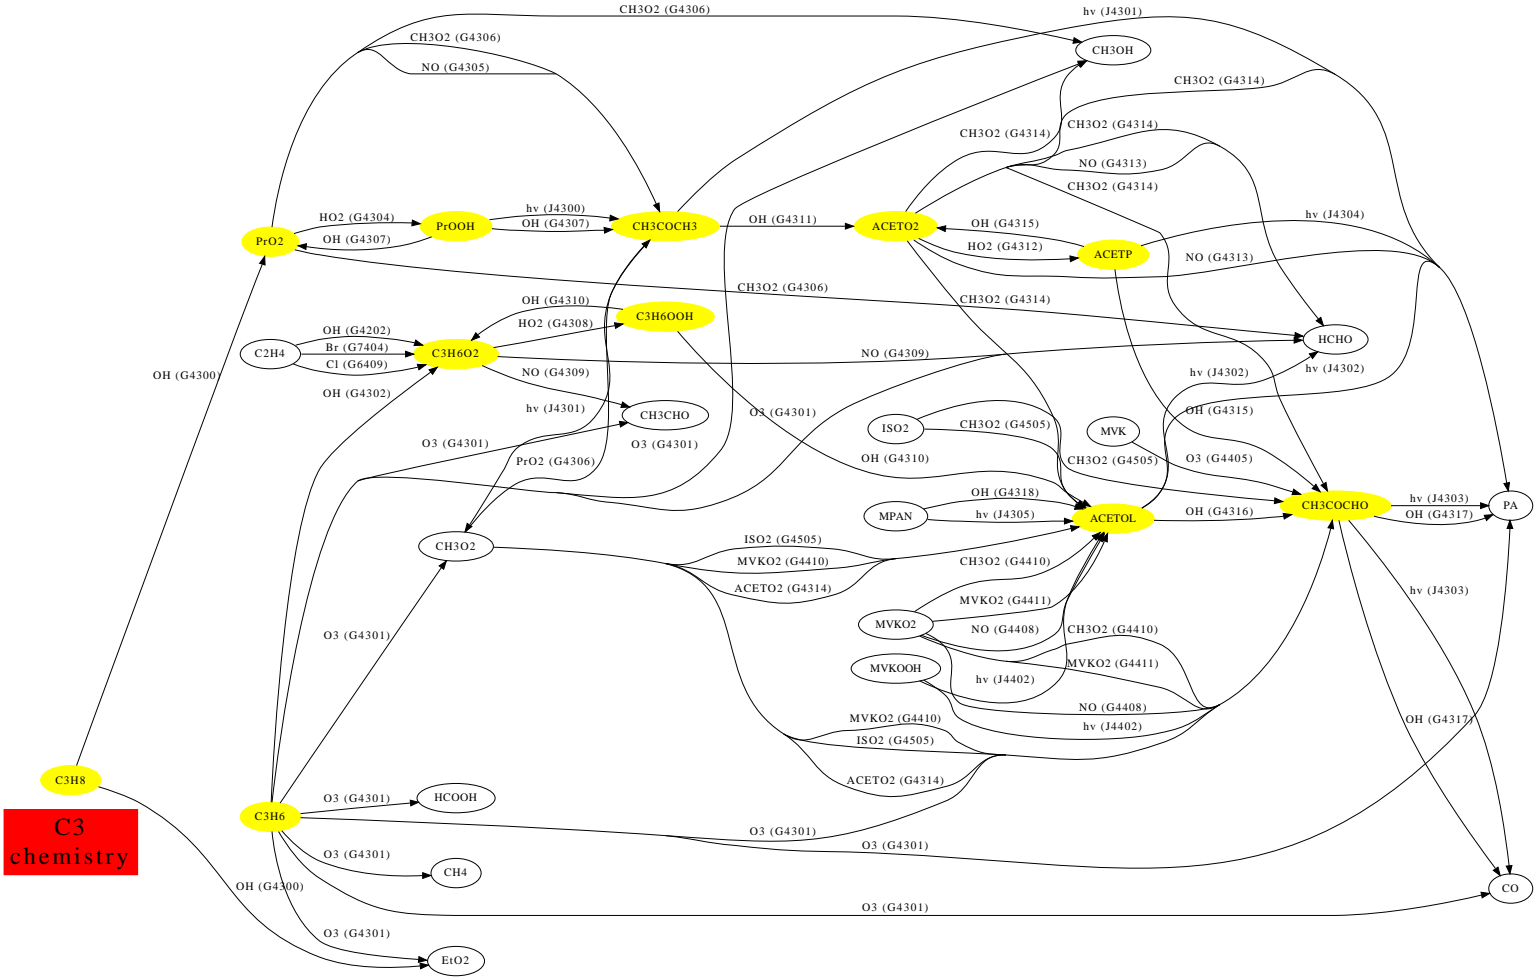 CH3O2 (G4306)
hv (J4301)
CH3O2 (G4306)
CH3OH
NO (G4305)
CH3O2 (G4314)
CH3O2 (G4314)
CH3O2 (G4314)
NO (G4313)
CH3O2 (G4314)
hv (J4300)
HO2 (G4304)
PrOOH
OH (G4307)
CH3COCH3
OH (G4311)
ACETO2
OH (G4315)
hv (J4304)
PrO2
OH (G4307)
HO2 (G4312)
ACETP
NO (G4313)
CH3O2 (G4306)
CH3O2 (G4314)
OH (G4310)
C3H6OOH
HO2 (G4308)
OH (G4202)
C2H4
Br (G7404)
C3H6O2
Cl (G6409)
NO (G4309)
HCHO
OH (G4300)
NO (G4309)
hv (J4302)
hv (J4302)
OH (G4302)
hv (J4301)
CH3CHO
O3 (G4301)
OH (G4315)
ISO2
CH3O2 (G4505)
MVK
O3 (G4301)
O3 (G4301)
PrO2 (G4306)
OH (G4310)
CH3O2 (G4505)
O3 (G4405)
OH (G4318)
MPAN
hv (J4305)
ACETOL
OH (G4316)
CH3COCHO
hv (J4303)
OH (G4317)
PA
CH3O2
ISO2 (G4505)
MVKO2 (G4410)
ACETO2 (G4314)
CH3O2 (G4410)
MVKO2 (G4411)
hv (J4303)
MVKO2
NO (G4408)
CH3O2 (G4410)
O3 (G4301)
MVKOOH
MVKO2 (G4411)
hv (J4402)
NO (G4408)
MVKO2 (G4410)
hv (J4402)
OH (G4317)
ISO2 (G4505)
ACETO2 (G4314)
C3H8
HCOOH
O3 (G4301)
C3H6
O3 (G4301)
O3 (G4301)
C3
chemistry
O3 (G4301)
CH4
OH (G4300)
CO
O3 (G4301)
O3 (G4301)
EtO2